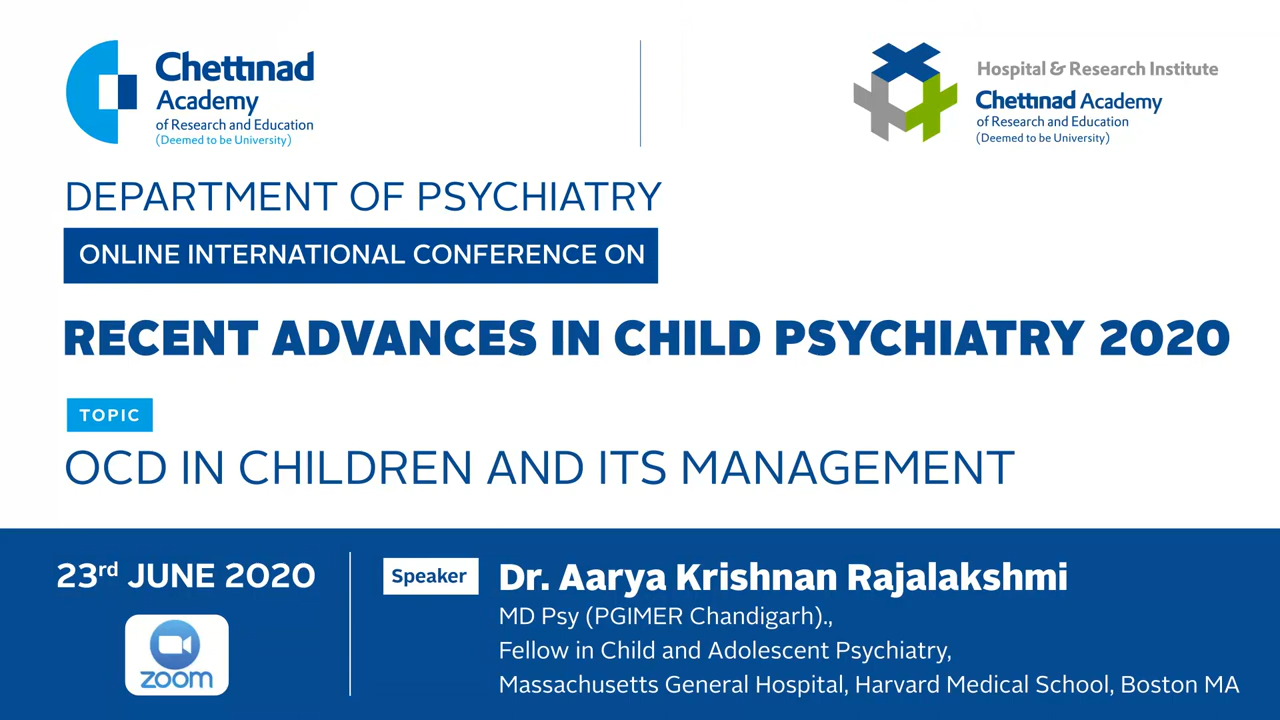 Chettinad
Academy
of Research and Education
(Deemed to be University)
Hospital & Research Institute
Chettinad Academy
of Research and Education
(Deemed to be University)
DEPARTMENT OF PSYCHIATRY
ONLINE INTERNATIONAL CONFERENCE ON
RECENT ADVANCES IN CHILD PSYCHIATRY 2020
TOPIC
OCD IN CHILDREN AND ITS MANAGEMENT
23rd JUNE 2020
zoom
Speaker
Dr. Aarya Krishnan Rajalakshmi
MD Psy (PGIMER Chandigarh).,
Fellow in Child and Adolescent Psychiatry,
Massachusetts General Hospital, Harvard Medical School, Boston MA